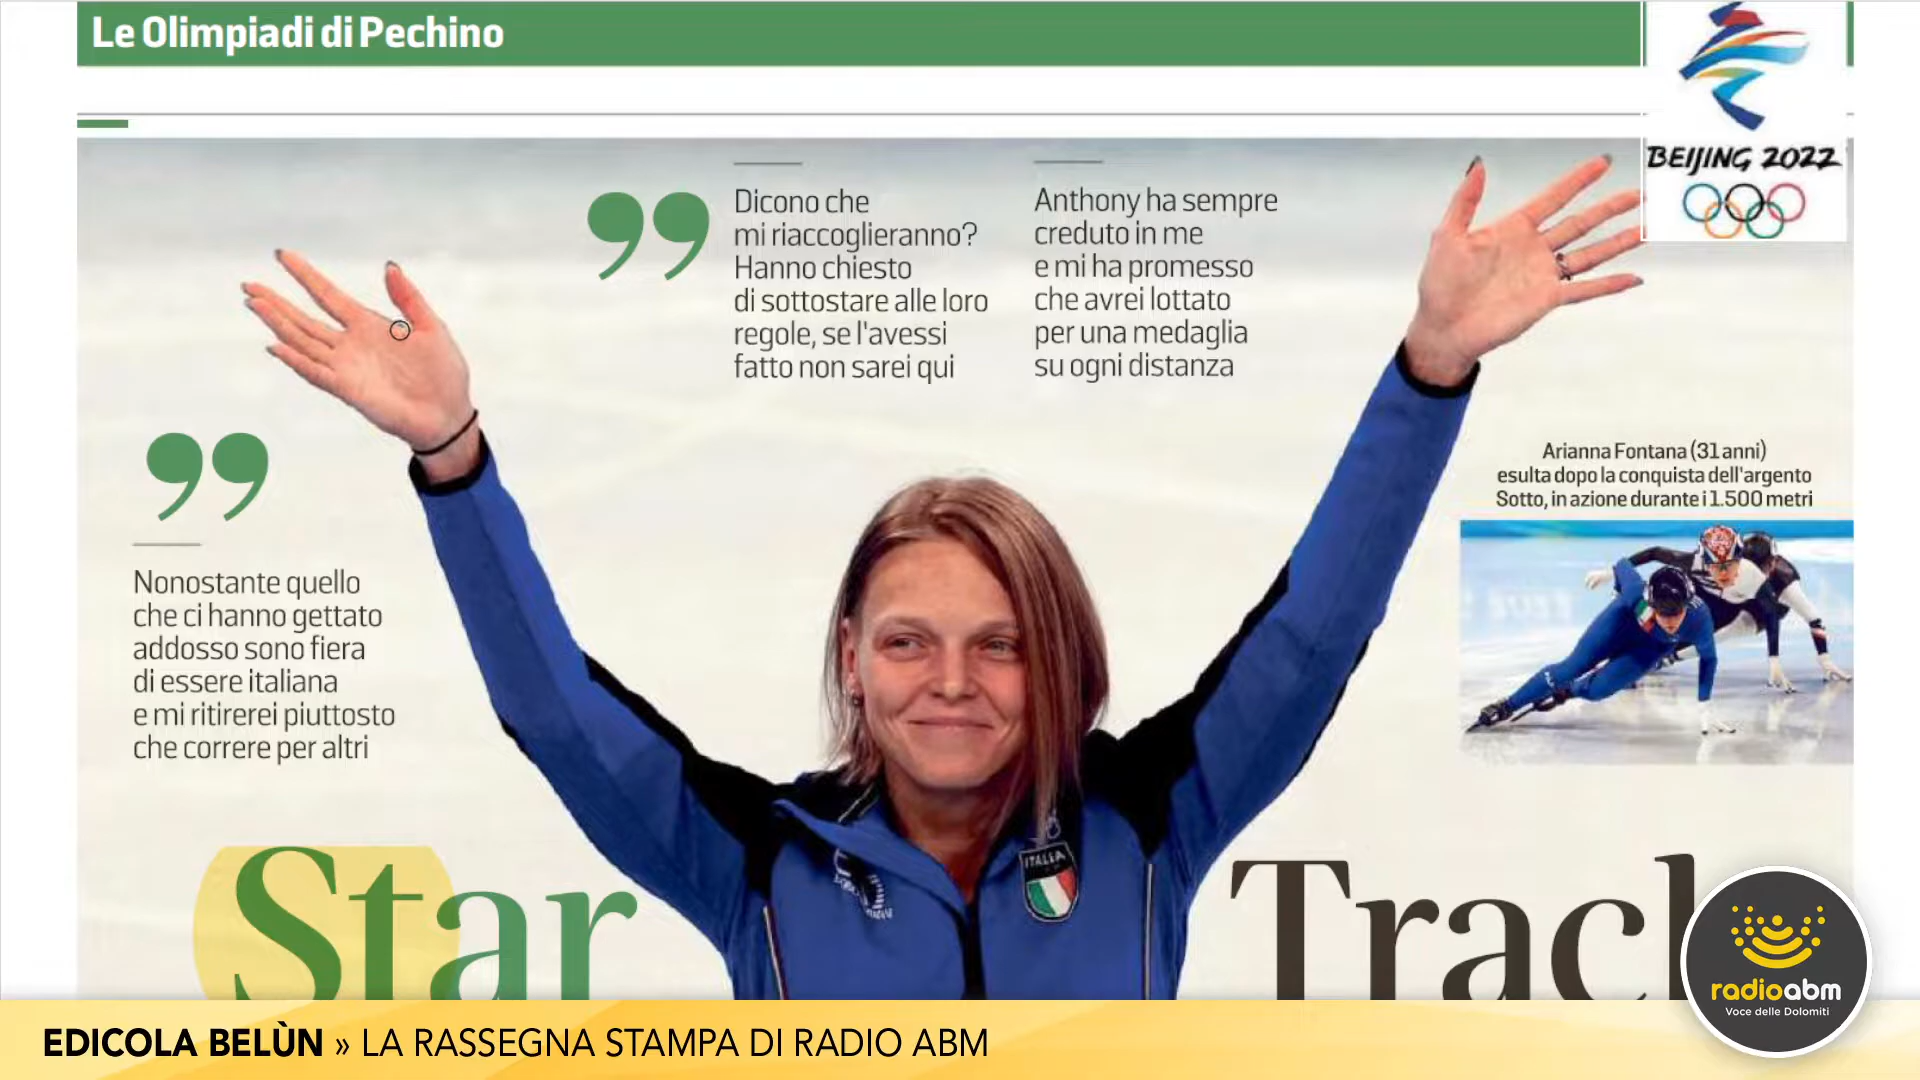 Le Olimpiadi di Pechino
BEIJING 2022
Dicono che
mi riaccoglieranno?
Hanno chiesto
di sottostare alle loro
regole, se l'avessi
fatto non sarei qui
Anthony ha sempre
creduto in me
e mi ha promesso
che avrei lottato
per una medaglia
su ogni distanza
Nonostante quello
che ci hanno gettato
addosso sono fiera
di essere italiana
e mi ritirerei piuttosto
che correre per altri
Arianna Fontana (31 anni)
esulta dopo la conquista dell'argento
Sotto, in azione durante i 1.500 metri
ITALIA
Star
Track
radioabm
Voce delle Dolomiti
EDICOLA BELÙN » LA RASSEGNA STAMPA DI RADIO ABM